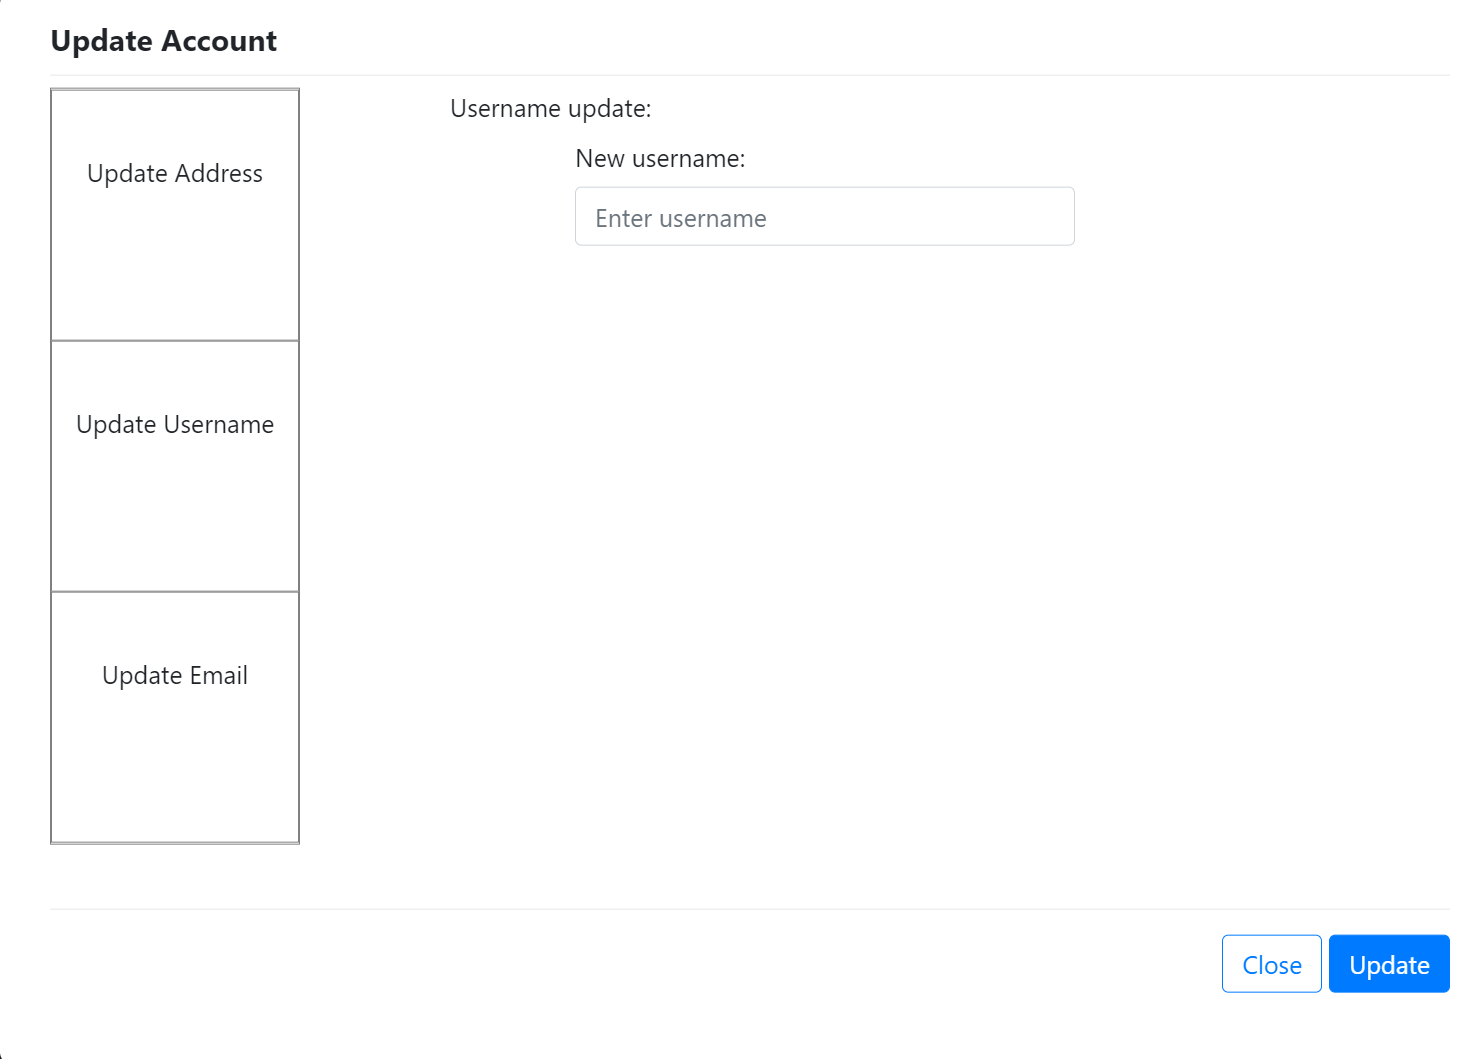 Update Account
Update Address
Update Username
Update Email
Username update:
New username:
Enter username
Close
Update